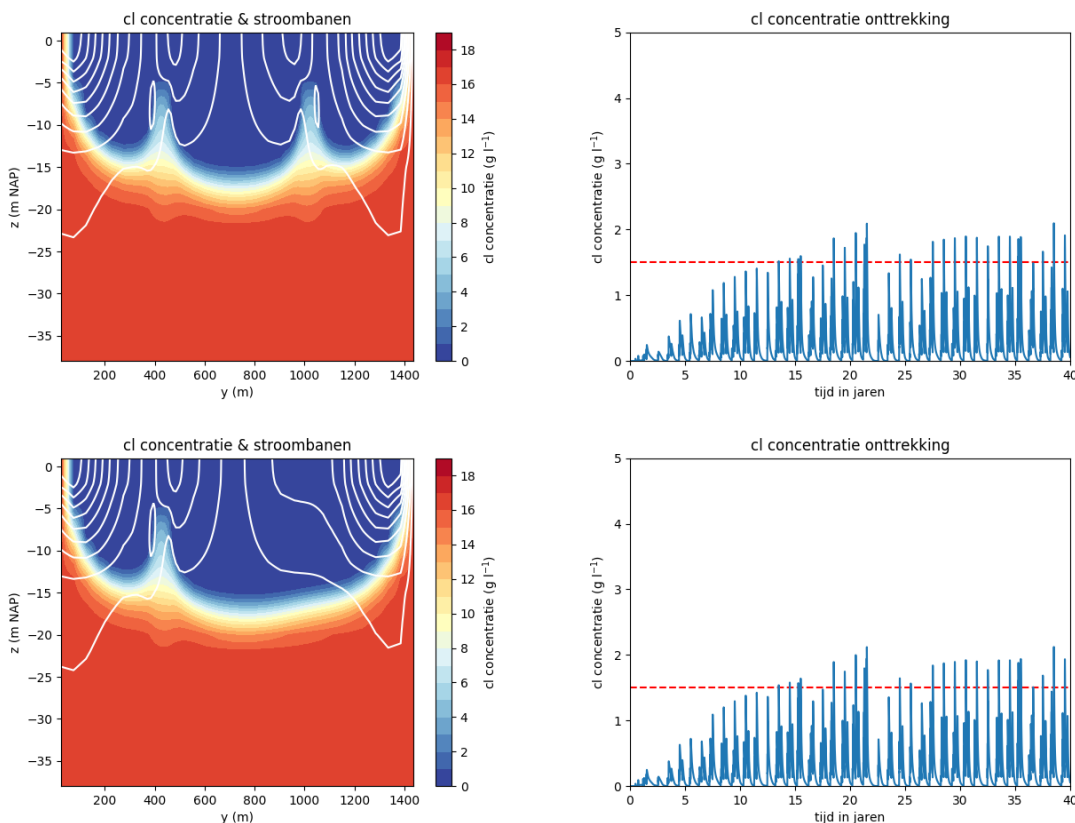 cl concentratie & stroombanen
0
−5
−10
−15
−20
−25
−30
−35
z (m NAP)
200 400 600 800 1000 1200 1400
y (m)
18
16
14
12
10
8
6
4
2
0
cl concentratie (g l⁻¹)
cl concentratie onttrekking
5
4
3
2
1
0
cl concentratie (g l⁻¹)
0 5 10 15 20 25 30 35 40
tijd in jaren
cl concentratie & stroombanen
0
−5
−10
−15
−20
−25
−30
−35
z (m NAP)
200 400 600 800 1000 1200 1400
y (m)
18
16
14
12
10
8
6
4
2
0
cl concentratie (g l⁻¹)
cl concentratie onttrekking
5
4
3
2
1
0
cl concentratie (g l⁻¹)
0 5 10 15 20 25 30 35 40
tijd in jaren